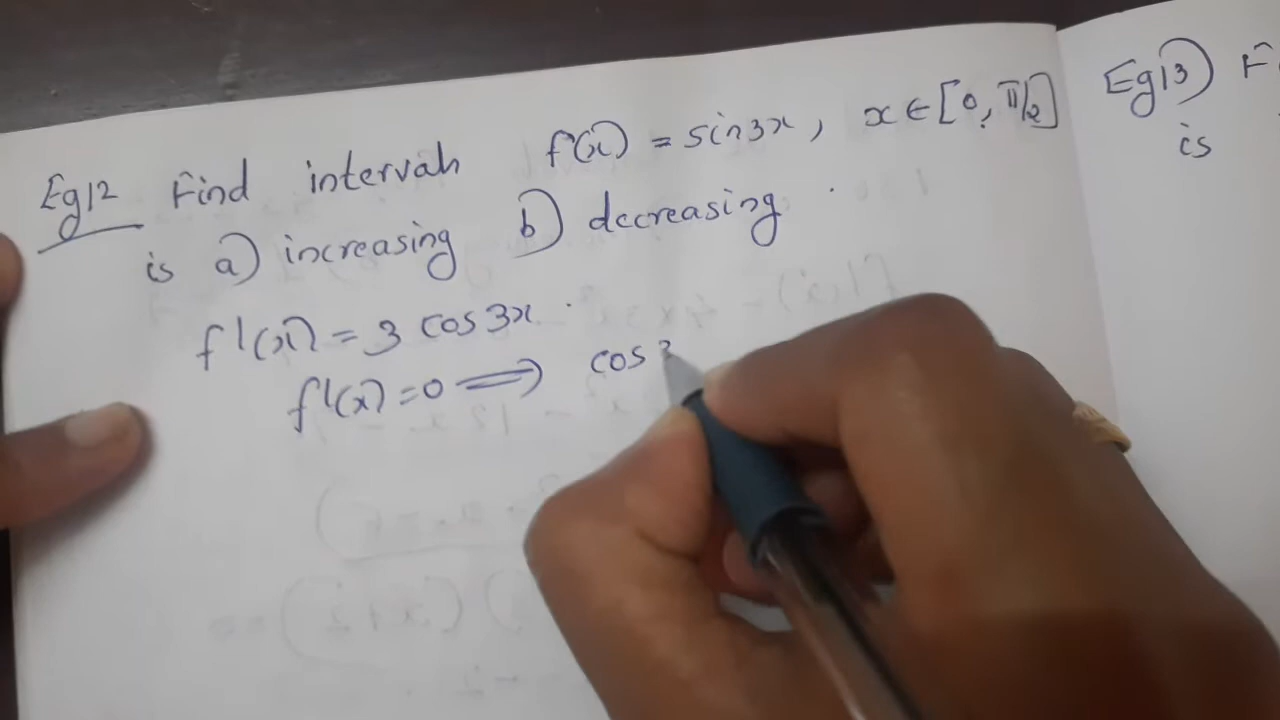 Eg12 Find intervals f(x) = sin3x, x ∈ [0, π/2]
is a) increasing b) decreasing.
f'(x) = 3 cos 3x.
f'(x) = 0 ⟹ cos 3
Eg13) F
is